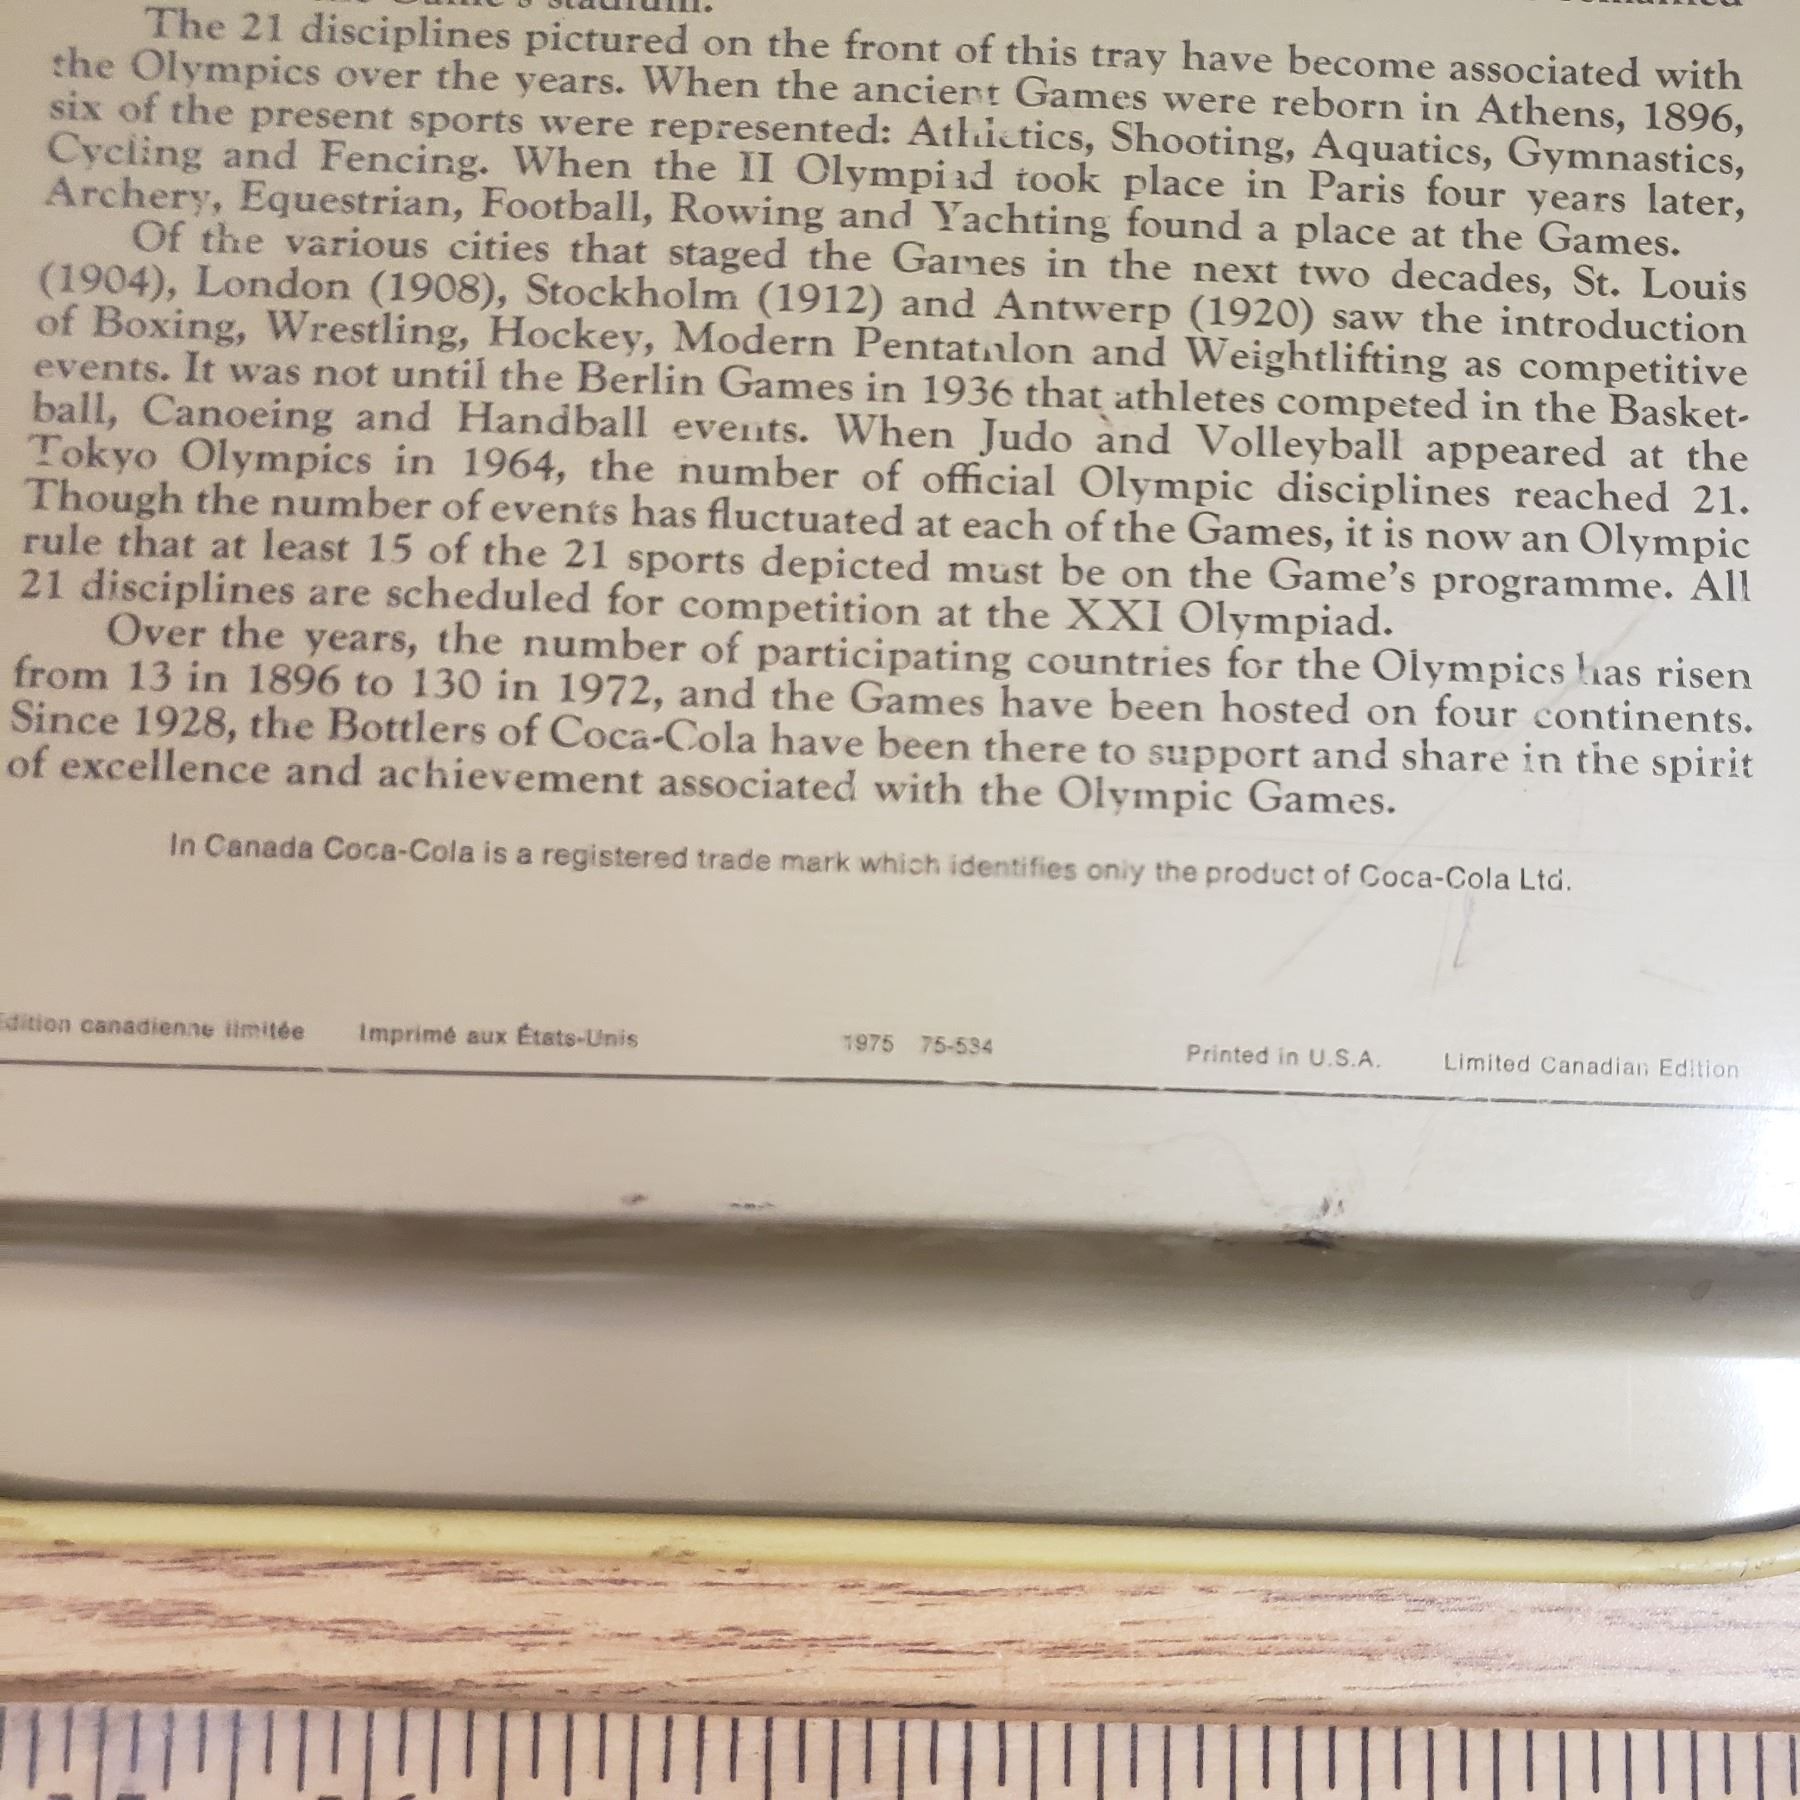 Game's stadium.
The 21 disciplines pictured on the front of this tray have become associated with
the Olympics over the years. When the ancient Games were reborn in Athens, 1896,
six of the present sports were represented: Athletics, Shooting, Aquatics, Gymnastics,
Cycling and Fencing. When the II Olympiad took place in Paris four years later,
Archery, Equestrian, Football, Rowing and Yachting found a place at the Games.
Of the various cities that staged the Games in the next two decades, St. Louis
(1904), London (1908), Stockholm (1912) and Antwerp (1920) saw the introduction
of Boxing, Wrestling, Hockey, Modern Pentathlon and Weightlifting as competitive
events. It was not until the Berlin Games in 1936 that athletes competed in the Basket-
ball, Canoeing and Handball events. When Judo and Volleyball appeared at the
Tokyo Olympics in 1964, the number of official Olympic disciplines reached 21.
Though the number of events has fluctuated at each of the Games, it is now an Olympic
rule that at least 15 of the 21 sports depicted must be on the Game's programme. All
21 disciplines are scheduled for competition at the XXI Olympiad.
Over the years, the number of participating countries for the Olympics has risen
from 13 in 1896 to 130 in 1972, and the Games have been hosted on four continents.
Since 1928, the Bottlers of Coca-Cola have been there to support and share in the spirit
of excellence and achievement associated with the Olympic Games.
In Canada Coca-Cola is a registered trade mark which identifies only the product of Coca-Cola Ltd.
Edition canadienne limitée Imprimé aux États-Unis 1975 75-534 Printed in U.S.A. Limited Canadian Edition